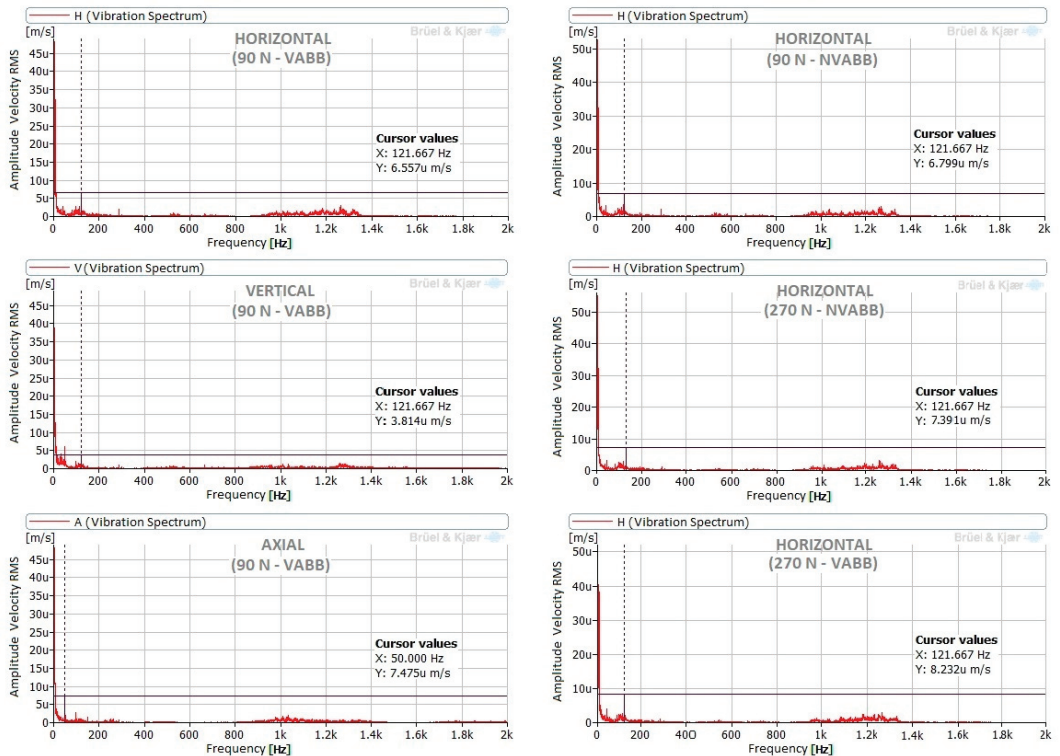 H (Vibration Spectrum)
[m/s]
Brüel & Kjær
HORIZONTAL
(90 N - VABB)
Amplitude Velocity RMS
45u
40u
35u
30u
25u
20u
15u
10u
5u
0
Cursor values
X: 121.667 Hz
Y: 6.557u m/s
0 200 400 600 800 1k 1.2k 1.4k 1.6k 1.8k 2k
Frequency [Hz]
H (Vibration Spectrum)
[m/s]
Brüel & Kjær
HORIZONTAL
(90 N - NVABB)
Amplitude Velocity RMS
50u
40u
30u
20u
10u
0
Cursor values
X: 121.667 Hz
Y: 6.799u m/s
0 200 400 600 800 1k 1.2k 1.4k 1.6k 1.8k 2k
Frequency [Hz]
V (Vibration Spectrum)
[m/s]
Brüel & Kjær
VERTICAL
(90 N - VABB)
Amplitude Velocity RMS
45u
40u
35u
30u
25u
20u
15u
10u
5u
0
Cursor values
X: 121.667 Hz
Y: 3.814u m/s
0 200 400 600 800 1k 1.2k 1.4k 1.6k 1.8k 2k
Frequency [Hz]
H (Vibration Spectrum)
[m/s]
Brüel & Kjær
HORIZONTAL
(270 N - NVABB)
Amplitude Velocity RMS
50u
40u
30u
20u
10u
0
Cursor values
X: 121.667 Hz
Y: 7.391u m/s
0 200 400 600 800 1k 1.2k 1.4k 1.6k 1.8k 2k
Frequency [Hz]
A (Vibration Spectrum)
[m/s]
Brüel & Kjær
AXIAL
(90 N - VABB)
Amplitude Velocity RMS
45u
40u
35u
30u
25u
20u
15u
10u
5u
0
Cursor values
X: 50.000 Hz
Y: 7.475u m/s
0 200 400 600 800 1k 1.2k 1.4k 1.6k 1.8k 2k
Frequency [Hz]
H (Vibration Spectrum)
[m/s]
Brüel & Kjær
HORIZONTAL
(270 N - VABB)
Amplitude Velocity RMS
50u
40u
30u
20u
10u
0
Cursor values
X: 121.667 Hz
Y: 8.232u m/s
0 200 400 600 800 1k 1.2k 1.4k 1.6k 1.8k 2k
Frequency [Hz]